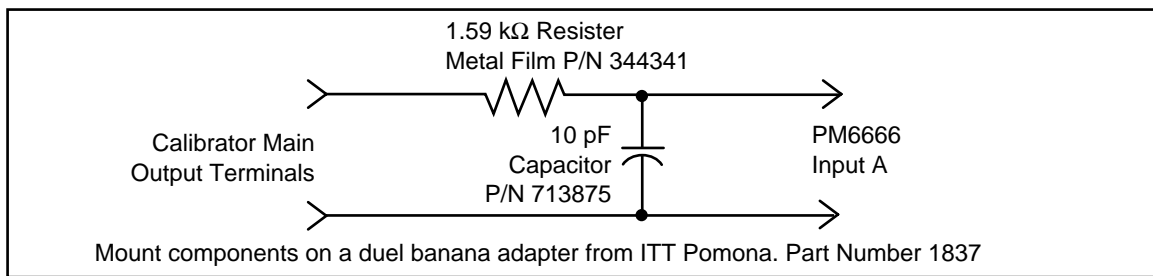 1.59 kΩ Resister
Metal Film P/N 344341
Calibrator Main
Output Terminals
10 pF
Capacitor
P/N 713875
PM6666
Input A
Mount components on a duel banana adapter from ITT Pomona. Part Number 1837